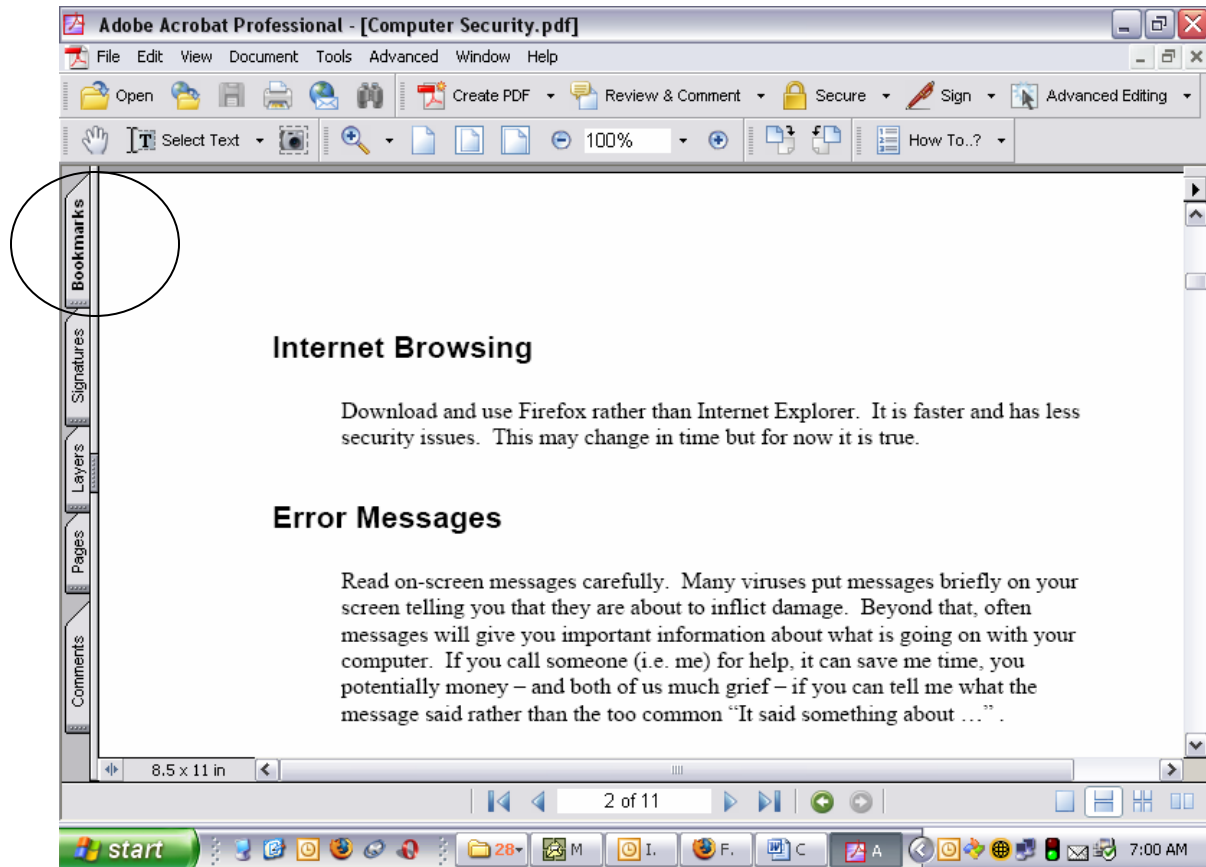 Adobe Acrobat Professional - [Computer Security.pdf]
File Edit View Document Tools Advanced Window Help
Open Create PDF Review & Comment Secure Sign Advanced Editing
Select Text 100% How To..?
Bookmarks
Signatures
Layers
Pages
Comments
Internet Browsing
Download and use Firefox rather than Internet Explorer. It is faster and has less
security issues. This may change in time but for now it is true.
Error Messages
Read on-screen messages carefully. Many viruses put messages briefly on your
screen telling you that they are about to inflict damage. Beyond that, often
messages will give you important information about what is going on with your
computer. If you call someone (i.e. me) for help, it can save me time, you
potentially money – and both of us much grief – if you can tell me what the
message said rather than the too common “It said something about …” .
8.5 x 11 in
2 of 11
start 28 M I. F. C A 7:00 AM